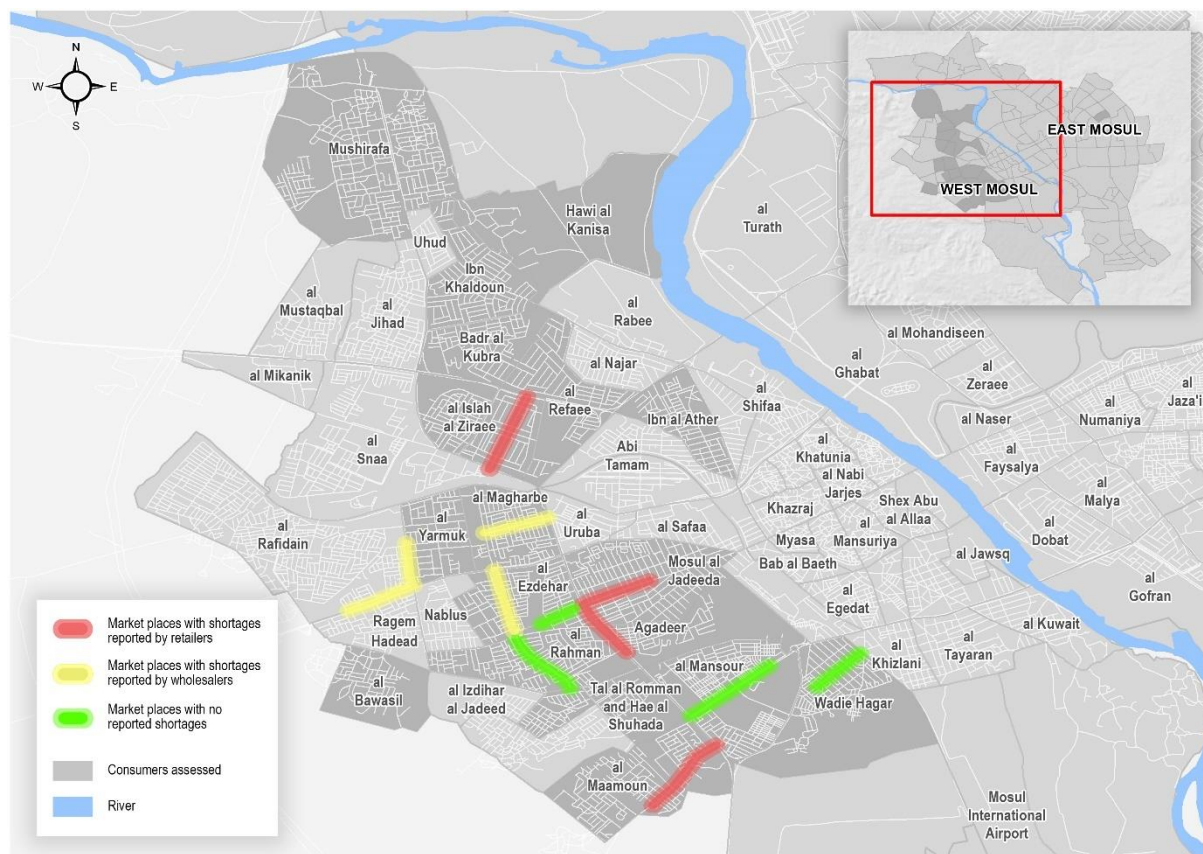 N
W
E
S
EAST MOSUL
WEST MOSUL
Mushirafa
Hawi al
Kanisa
al
Turath
Uhud
Ibn
Khaldoun
al
Mustaqbal
al
Jihad
al
Rabee
Badr al
Kubra
al Mohandiseen
al Najar
al
Ghabat
al Mikanik
al
Zeraee
al
Jaza'i
al
Refaee
al Islah
al Ziraee
al
Shifaa
Ibn al Ather
al Naser
al
Numaniya
al
Snaa
Abi
Tamam
al
Khatunia
al
Faysalya
al Nabi
Jarjes
al
Malya
al Magharbe
Khazraj
Shex Abu
al Allaa
al
Yarmuk
al
Uruba
al Safaa
al
Rafidain
Myasa
al
Mansuriya
al
Dobat
al
Ezdehar
Mosul al
Jadeeda
Bab al Baeth
al Jawsq
al
Gofran
Nablus
Ragem
Hadead
al
Egedat
Agadeer
al Kuwait
al
Rahman
al
Khizlani
al
Tayaran
al Mansour
al
Bawasil
al Izdihar
al Jadeed
Tal al Romman
and Hae al
Shuhada
Wadie Hagar
al
Maamoun
Mosul
International
Airport
Market places with shortages
reported by retailers
Market places with shortages
reported by wholesalers
Market places with no
reported shortages
Consumers assessed
River